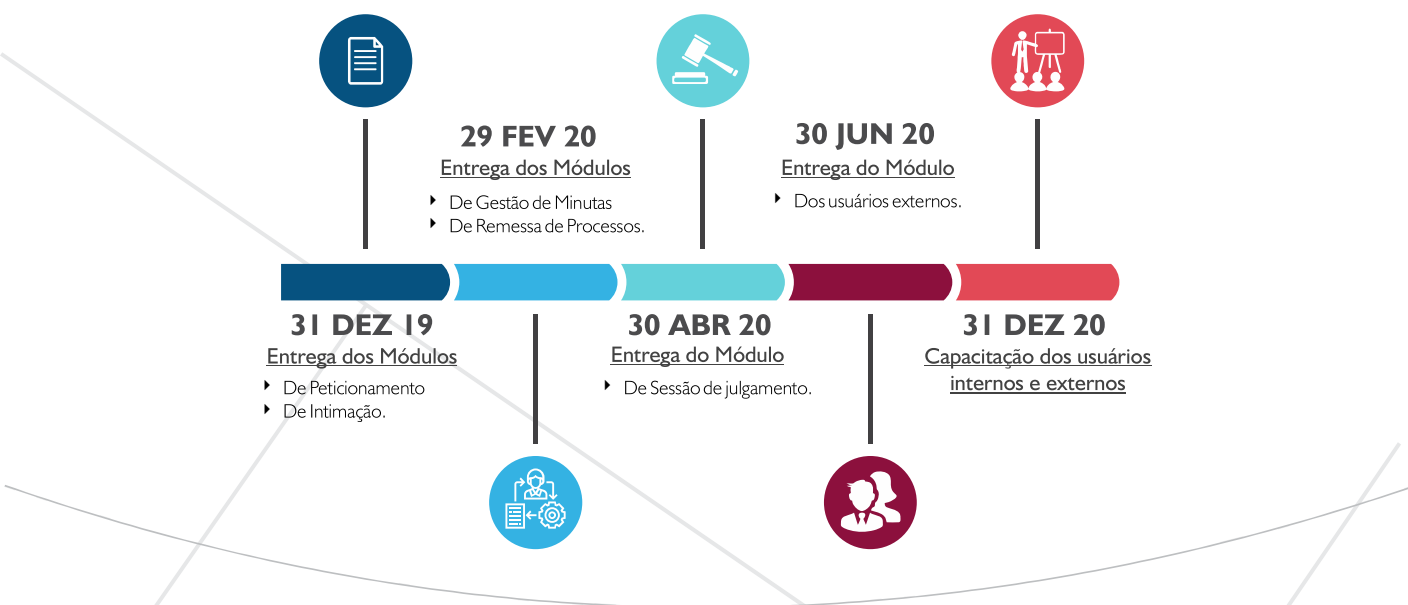 29 FEV 20
Entrega dos Módulos
De Gestão de Minutas
De Remessa de Processos.
30 JUN 20
Entrega do Módulo
Dos usuários externos.
31 DEZ 19
Entrega dos Módulos
De Peticionamento
De Intimação.
30 ABR 20
Entrega do Módulo
De Sessão de julgamento.
31 DEZ 20
Capacitação dos usuários
internos e externos